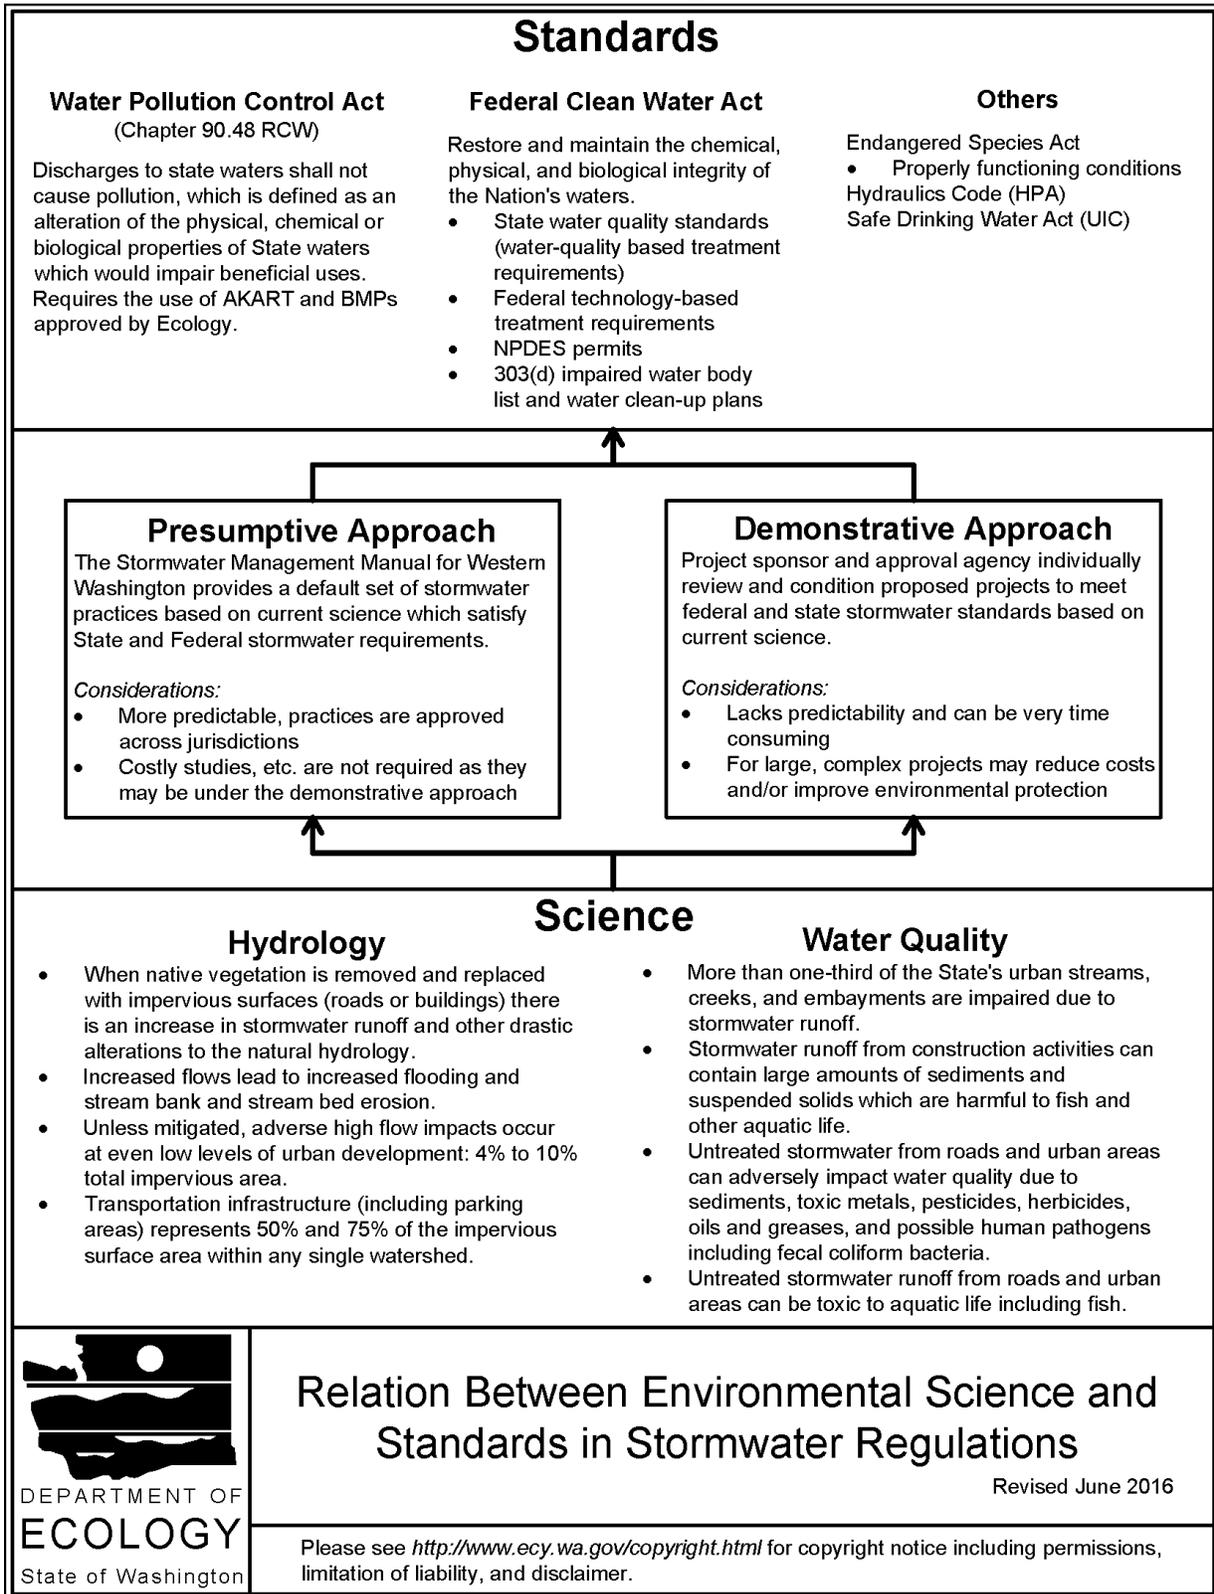 Standards
Water Pollution Control Act
(Chapter 90.48 RCW)
Discharges to state waters shall not
cause pollution, which is defined as an
alteration of the physical, chemical or
biological properties of State waters
which would impair beneficial uses.
Requires the use of AKART and BMPs
approved by Ecology.
Federal Clean Water Act
Restore and maintain the chemical,
physical, and biological integrity of
the Nation's waters.
• State water quality standards
(water-quality based treatment
requirements)
• Federal technology-based
treatment requirements
• NPDES permits
• 303(d) impaired water body
list and water clean-up plans
Others
Endangered Species Act
• Properly functioning conditions
Hydraulics Code (HPA)
Safe Drinking Water Act (UIC)
Presumptive Approach
The Stormwater Management Manual for Western
Washington provides a default set of stormwater
practices based on current science which satisfy
State and Federal stormwater requirements.
Considerations:
• More predictable, practices are approved
across jurisdictions
• Costly studies, etc. are not required as they
may be under the demonstrative approach
Demonstrative Approach
Project sponsor and approval agency individually
review and condition proposed projects to meet
federal and state stormwater standards based on
current science.
Considerations:
• Lacks predictability and can be very time
consuming
• For large, complex projects may reduce costs
and/or improve environmental protection
Science
Hydrology
• When native vegetation is removed and replaced
with impervious surfaces (roads or buildings) there
is an increase in stormwater runoff and other drastic
alterations to the natural hydrology.
• Increased flows lead to increased flooding and
stream bank and stream bed erosion.
• Unless mitigated, adverse high flow impacts occur
at even low levels of urban development: 4% to 10%
total impervious area.
• Transportation infrastructure (including parking
areas) represents 50% and 75% of the impervious
surface area within any single watershed.
Water Quality
• More than one-third of the State's urban streams,
creeks, and embayments are impaired due to
stormwater runoff.
• Stormwater runoff from construction activities can
contain large amounts of sediments and
suspended solids which are harmful to fish and
other aquatic life.
• Untreated stormwater from roads and urban areas
can adversely impact water quality due to
sediments, toxic metals, pesticides, herbicides,
oils and greases, and possible human pathogens
including fecal coliform bacteria.
• Untreated stormwater runoff from roads and urban
areas can be toxic to aquatic life including fish.
DEPARTMENT OF
ECOLOGY
State of Washington
Relation Between Environmental Science and
Standards in Stormwater Regulations
Revised June 2016
Please see http://www.ecy.wa.gov/copyright.html for copyright notice including permissions,
limitation of liability, and disclaimer.